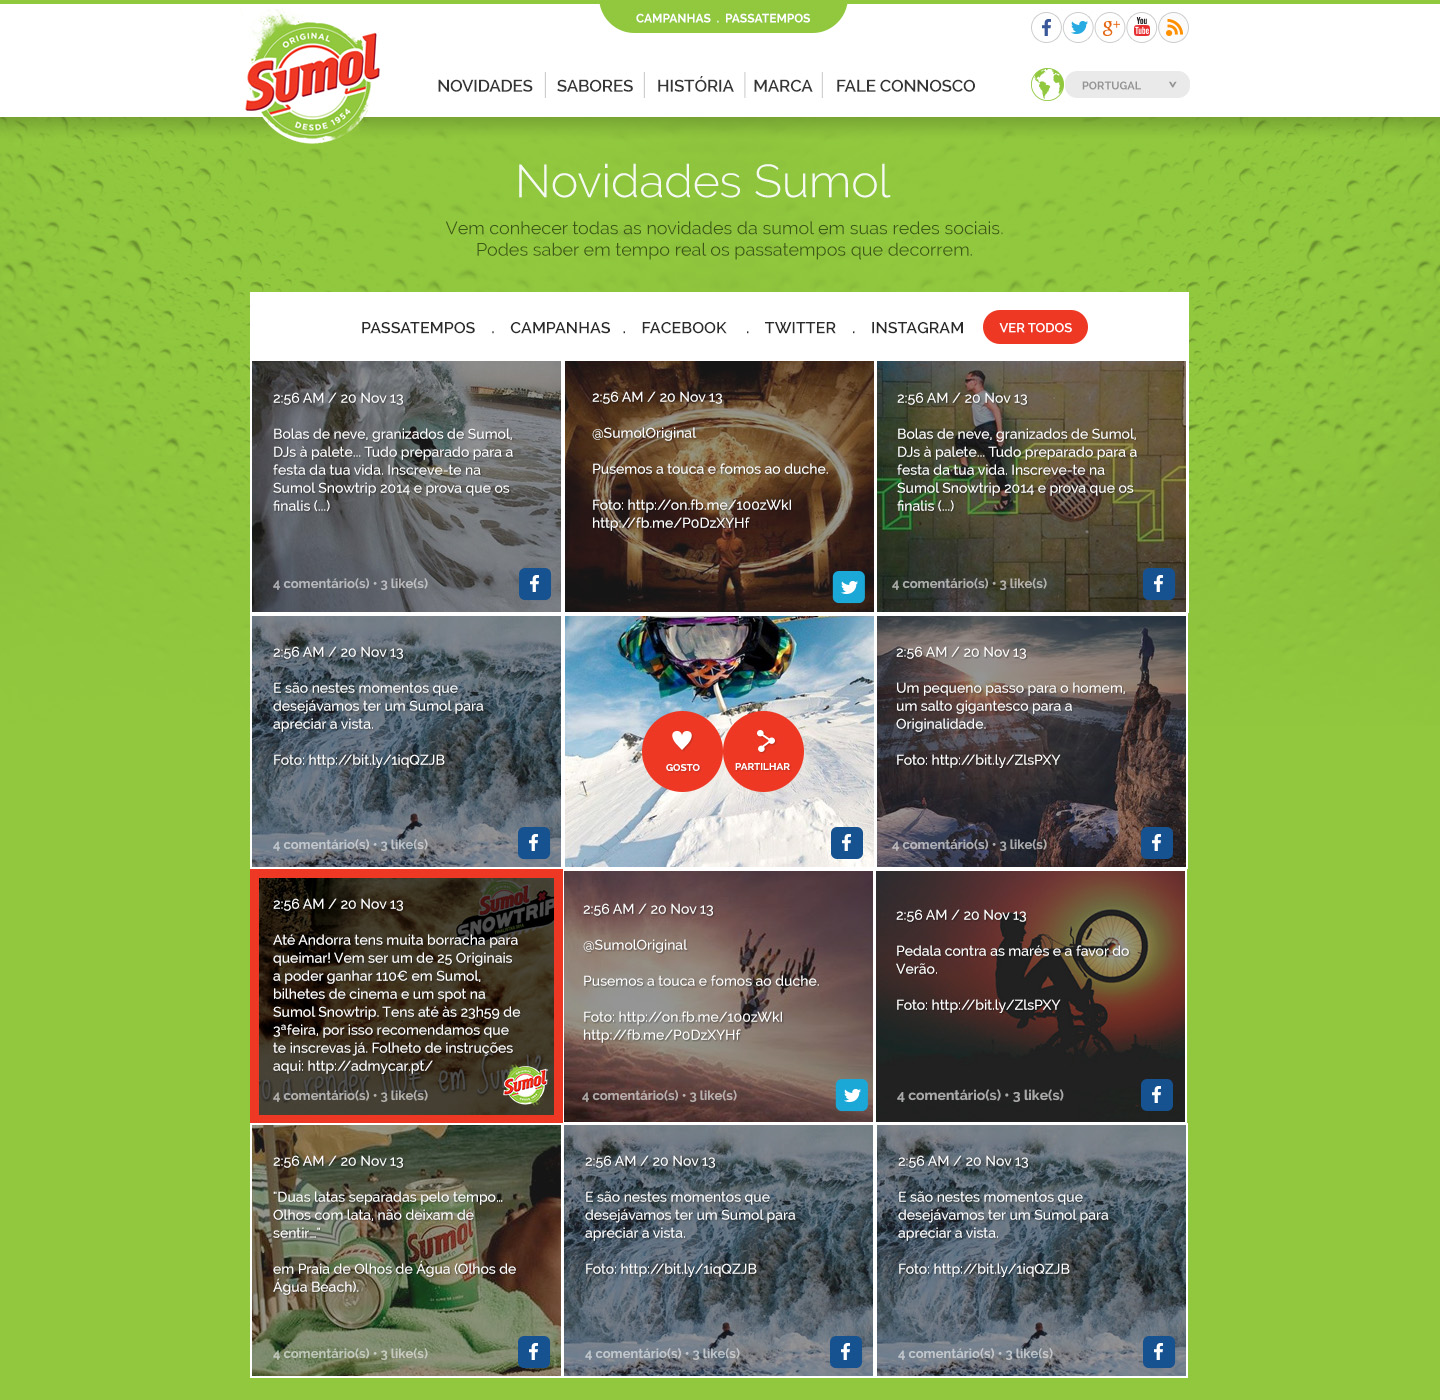 CAMPANHAS . PASSATEMPOS
ORIGINAL
Sumol
DESDE 1954
You
Tube
NOVIDADES
SABORES
HISTÓRIA
MARCA
FALE CONNOSCO
PORTUGAL
Novidades Sumol
Vem conhecer todas as novidades da sumol em suas redes sociais.
Podes saber em tempo real os passatempos que decorrem.
PASSATEMPOS . CAMPANHAS . FACEBOOK . TWITTER . INSTAGRAM
VER TODOS
2:56 AM / 20 Nov 13
Bolas de neve, granizados de Sumol,
DJs à palete... Tudo preparado para a
festa da tua vida. Inscreve-te na
Sumol Snowtrip 2014 e prova que os
finalis (...)
4 comentário(s) • 3 like(s)
2:56 AM / 20 Nov 13
@SumolOriginal
Pusemos a touca e fomos ao duche.
Foto: http://on.fb.me/100zWkI
http://fb.me/P0DzXYHf
2:56 AM / 20 Nov 13
Bolas de neve, granizados de Sumol,
DJs à palete... Tudo preparado para a
festa da tua vida. Inscreve-te na
Sumol Snowtrip 2014 e prova que os
finalis (...)
4 comentário(s) • 3 like(s)
2:56 AM / 20 Nov 13
E são nestes momentos que
desejávamos ter um Sumol para
apreciar a vista.
Foto: http://bit.ly/1iqQZJB
4 comentário(s) • 3 like(s)
GOSTO
PARTILHAR
2:56 AM / 20 Nov 13
Um pequeno passo para o homem,
um salto gigantesco para a
Originalidade.
Foto: http://bit.ly/ZlsPXY
4 comentário(s) • 3 like(s)
Sumol
SNOWTRIP
2:56 AM / 20 Nov 13
Até Andorra tens muita borracha para
queimar! Vem ser um de 25 Originais
a poder ganhar 110€ em Sumol,
bilhetes de cinema e um spot na
Sumol Snowtrip. Tens até às 23h59 de
3ªfeira, por isso recomendamos que
te inscrevas já. Folheto de instruções
aqui: http://admycar.pt/
4 comentário(s) • 3 like(s)
Sumol
2:56 AM / 20 Nov 13
@SumolOriginal
Pusemos a touca e fomos ao duche.
Foto: http://on.fb.me/100zWkI
http://fb.me/P0DzXYHf
4 comentário(s) • 3 like(s)
2:56 AM / 20 Nov 13
Pedala contra as marés e a favor do
Verão.
Foto: http://bit.ly/ZlsPXY
4 comentário(s) • 3 like(s)
2:56 AM / 20 Nov 13
"Duas latas separadas pelo tempo...
Olhos com lata, não deixam de
sentir..."
em Praia de Olhos de Água (Olhos de
Água Beach).
Sumol
4 comentário(s) • 3 like(s)
2:56 AM / 20 Nov 13
E são nestes momentos que
desejávamos ter um Sumol para
apreciar a vista.
Foto: http://bit.ly/1iqQZJB
4 comentário(s) • 3 like(s)
2:56 AM / 20 Nov 13
E são nestes momentos que
desejávamos ter um Sumol para
apreciar a vista.
Foto: http://bit.ly/1iqQZJB
4 comentário(s) • 3 like(s)